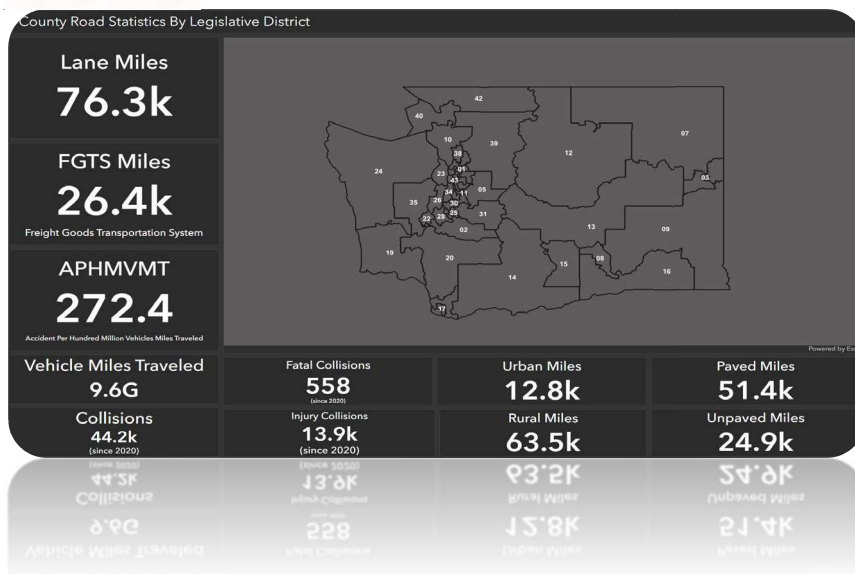 County Road Statistics By Legislative District
Lane Miles
76.3k
FGTS Miles
26.4k
Freight Goods Transportation System
APHMVMT
272.4
Accident Per Hundred Million Vehicles Miles Traveled
Vehicle Miles Traveled
9.6G
Collisions
44.2k
(since 2020)
42
40
10
39
07
12
38
01
24
23
43
03
34
11
05
35
26
30
22
28
25
31
02
13
09
19
20
15
08
16
14
17
Powered by
Fatal Collisions
558
(since 2020)
Injury Collisions
13.9k
(since 2020)
Urban Miles
12.8k
Rural Miles
63.5k
Paved Miles
51.4k
Unpaved Miles
24.9k